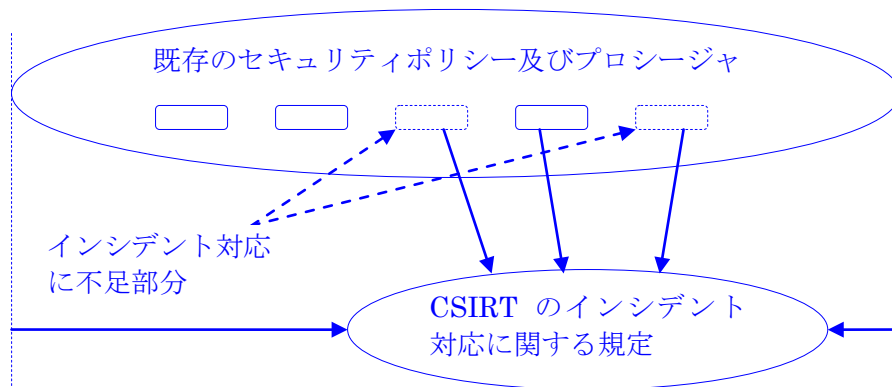 既存のセキュリティポリシー及びプロシージャ
インシデント対応
に不足部分
CSIRT のインシデント
対応に関する規定